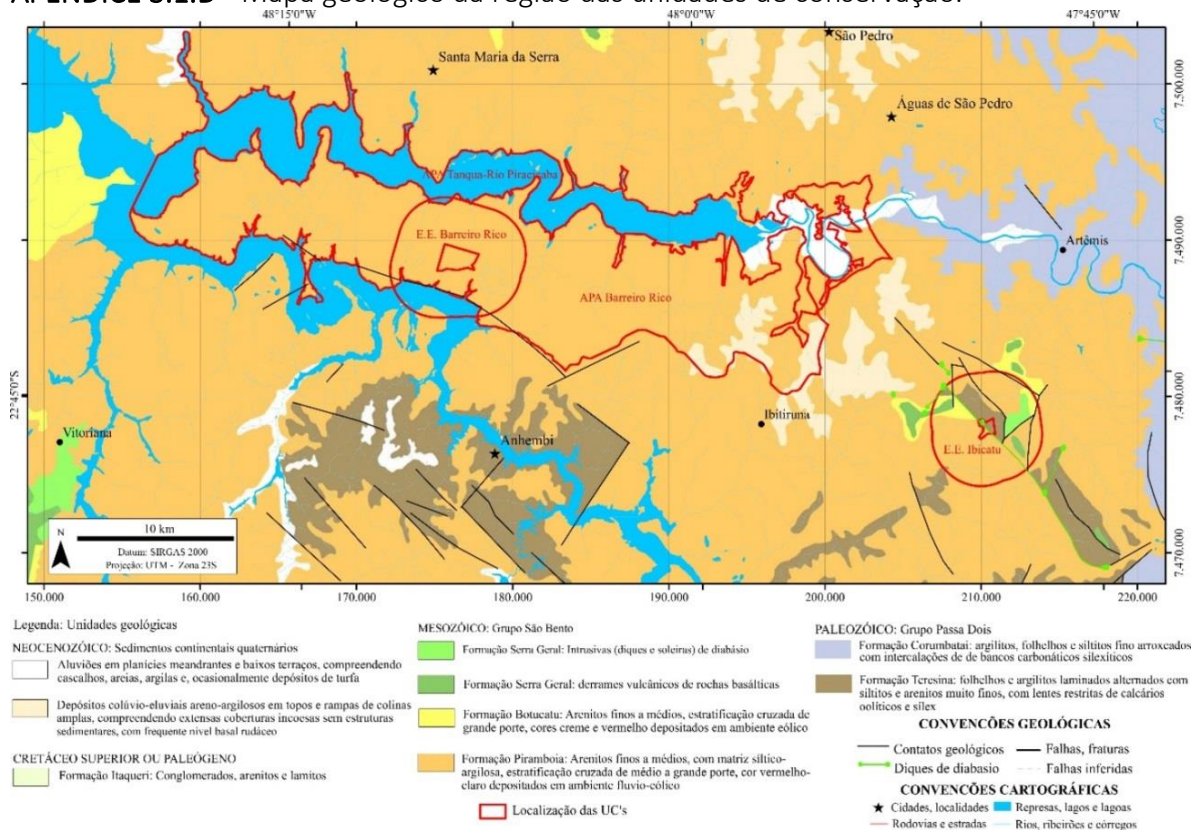 APÊNDICE 3.1.B - Mapa geológico da região das unidades de conservação.
48°15'0"W
48°0'0"W
47°45'0"W
São Pedro
Santa Maria da Serra
7.500.000
Águas de São Pedro
APA Tanquã-Rio Piracicaba
E.E. Barreiro Rico
7.490.000
Artêmis
APA Barreiro Rico
22°45'0"S
7.480.000
Ibitiruna
Vitoriana
Anhembi
E.E. Ibicatu
10 km
N
Datum: SIRGAS 2000
Projeção: UTM - Zona 23S
7.470.000
150.000
160.000
170.000
180.000
190.000
200.000
210.000
220.000
Legenda: Unidades geológicas
NEOCENOZÓICO: Sedimentos continentais quaternários
Aluviões em planícies meandrantes e baixos terraços, compreendendo
cascalhos, areias, argilas e, ocasionalmente depósitos de turfa
Depósitos colúvio-eluviais areno-argilosos em topos e rampas de colinas
amplas, compreendendo extensas coberturas incoesas sem estruturas
sedimentares, com frequente nível basal rudáceo
CRETÁCEO SUPERIOR OU PALEÓGENO
Formação Itaqueri: Conglomerados, arenitos e lamitos
MESOZÓICO: Grupo São Bento
Formação Serra Geral: Intrusivas (diques e soleiras) de diabásio
Formação Serra Geral: derrames vulcânicos de rochas basálticas
Formação Botucatu: Arenitos finos a médios, estratificação cruzada de
grande porte, cores creme e vermelho depositados em ambiente eólico
Formação Piramboia: Arenitos finos a médios, com matriz síltico-
argilosa, estratificação cruzada de médio a grande porte, cor vermelho-
claro depositados em ambiente fluvio-eólico
Localização das UC's
PALEOZÓICO: Grupo Passa Dois
Formação Corumbataí: argilitos, folhelhos e siltitos fino arroxeados
com intercalações de de bancos carbonáticos silexíticos
Formação Teresina: folhelhos e argilitos laminados alternados com
siltitos e arenitos muito finos, com lentes restritas de calcários
oolíticos e sílex
CONVENCÕES GEOLÓGICAS
Contatos geológicos
Falhas, fraturas
Diques de diabasio
Falhas inferidas
CONVENCÕES CARTOGRÁFICAS
Cidades, localidades
Represas, lagos e lagoas
Rodovias e estradas
Rios, ribeirões e córregos